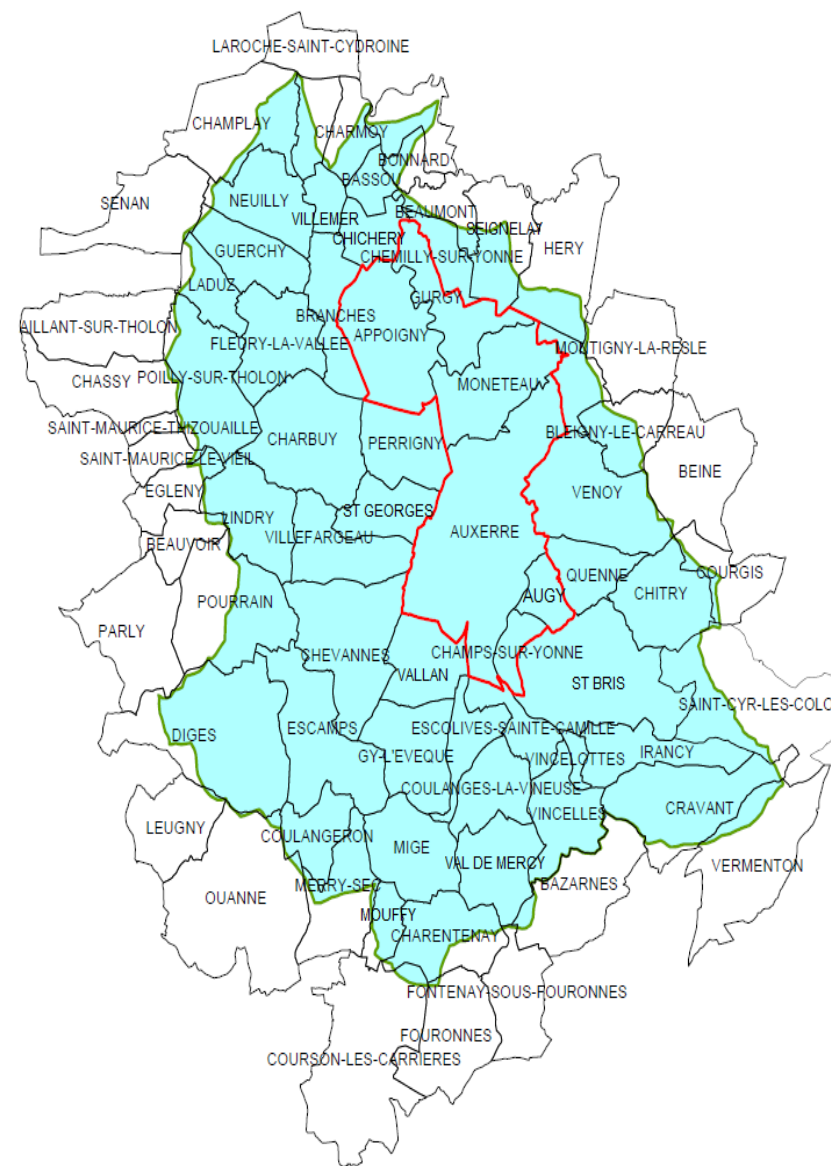 LAROCHE-SAINT-CYDROINE
CHAMPLAY
CHARMOY
BONNARD
BASSOU
SENAN
NEUILLY
VILLEMER
BEAUMONT
SEIGNELAY
CHICHERY
HERY
GUERCHY
CHEMILLY-SUR-YONNE
LADUZ
GURGY
BRANCHES
AILLANT-SUR-THOLON
APPOIGNY
FLEURY-LA-VALLEE
MONTIGNY-LA-RESLE
CHASSY
POILLY-SUR-THOLON
MONETEAU
SAINT-MAURICE-THIZOUAILLE
CHARBUY
PERRIGNY
BLEIGNY-LE-CARREAU
SAINT-MAURICE-LE-VIEIL
BEINE
EGLENY
VENOY
ST GEORGES
LINDRY
VILLEFARGEAU
AUXERRE
BEAUVOIR
QUENNE
COURGIS
POURRAIN
AUGY
CHITRY
PARLY
CHEVANNES
CHAMPS-SUR-YONNE
VALLAN
ST BRIS
SAINT-CYR-LES-COLO
ESCAMPS
ESCOLIVES-SAINTE-CAMILLE
DIGES
IRANCY
GY-L'EVEQUE
VINCELOTTES
COULANGES-LA-VINEUSE
CRAVANT
VINCELLES
LEUGNY
COULANGERON
MIGE
VAL DE MERCY
VERMENTON
BAZARNES
MERRY-SEC
OUANNE
MOUFFY
CHARENTENAY
FONTENAY-SOUS-FOURONNES
FOURONNES
COURSON-LES-CARRIERES